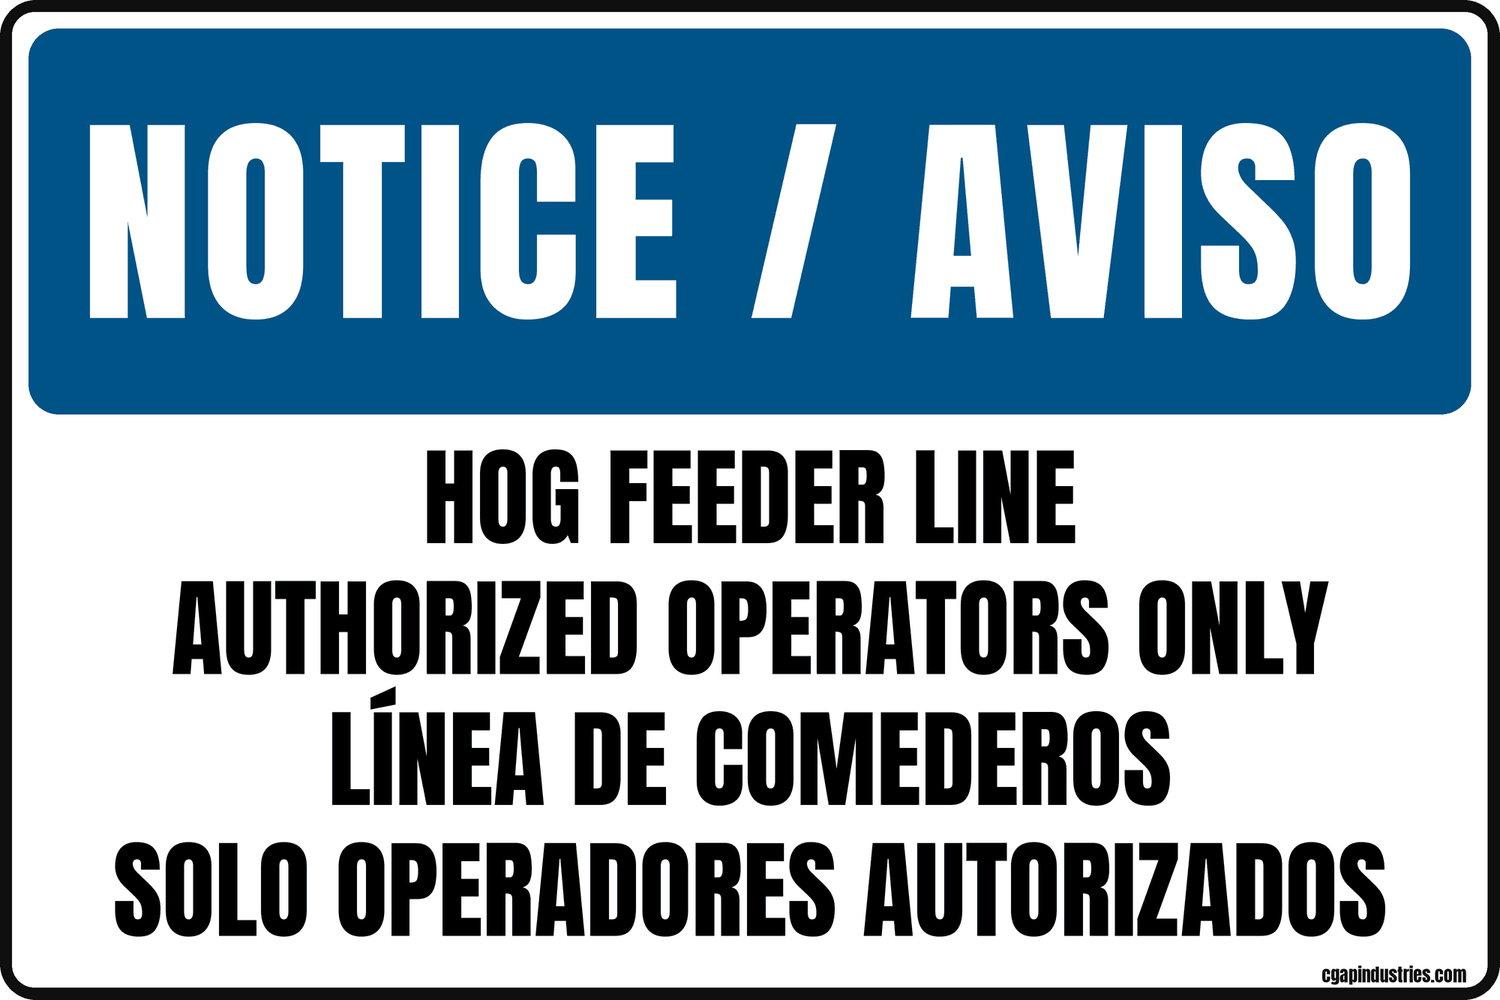 NOTICE / AVISO
HOG FEEDER LINE
AUTHORIZED OPERATORS ONLY
LÍNEA DE COMEDEROS
SOLO OPERADORES AUTORIZADOS
cgapindustries.com